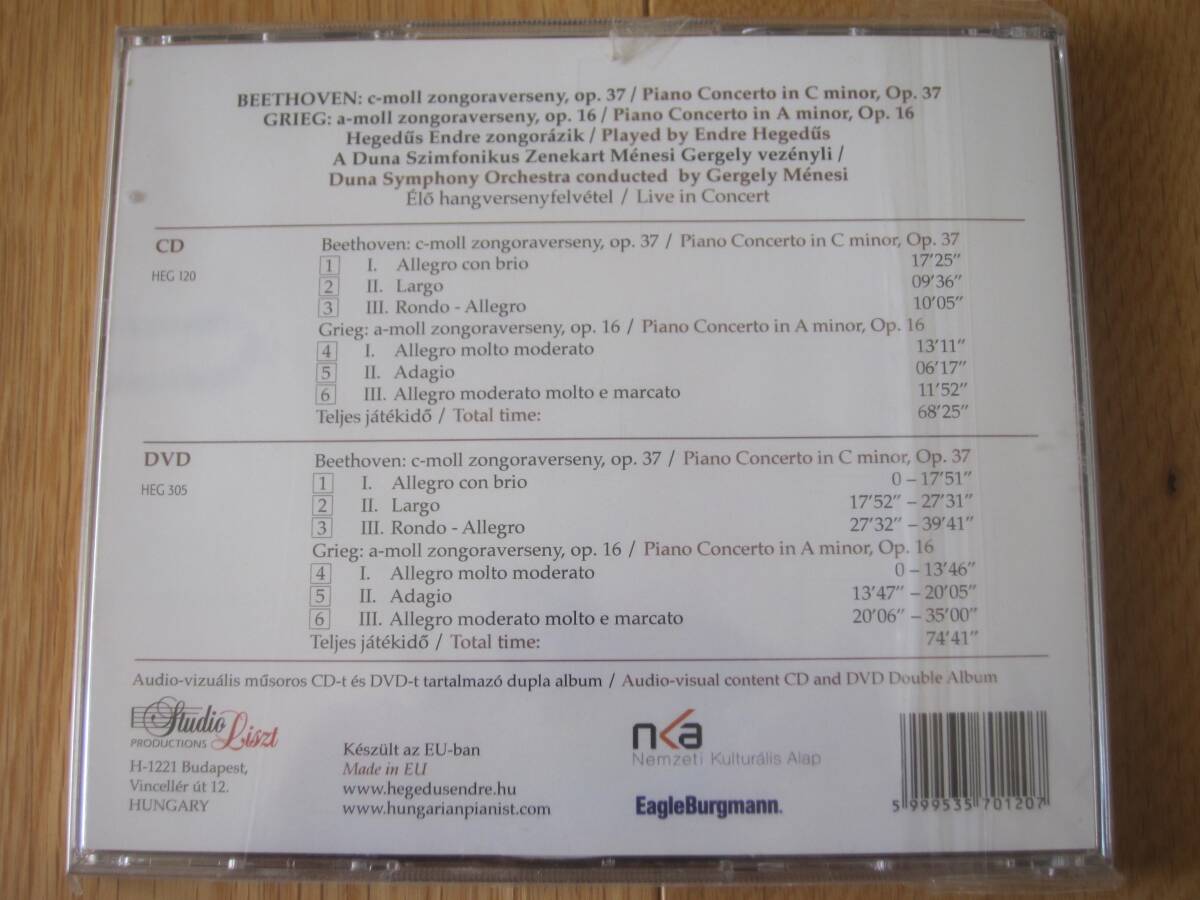 BEETHOVEN: c-moll zongoraverseny, op. 37 / Piano Concerto in C minor, Op. 37
GRIEG: a-moll zongoraverseny, op. 16 / Piano Concerto in A minor, Op. 16
Hegedűs Endre zongorázik / Played by Endre Hegedűs
A Duna Szimfonikus Zenekart Ménesi Gergely vezényli /
Duna Symphony Orchestra conducted by Gergely Ménesi
Élő hangversenyfelvétel / Live in Concert
CD
HEG 120
Beethoven: c-moll zongoraverseny, op. 37 / Piano Concerto in C minor, Op. 37
1 I. Allegro con brio 17'25"
2 II. Largo 09'36"
3 III. Rondo - Allegro 10'05"
Grieg: a-moll zongoraverseny, op. 16 / Piano Concerto in A minor, Op. 16
4 I. Allegro molto moderato 13'11"
5 II. Adagio 06'17"
6 III. Allegro moderato molto e marcato 11'52"
Teljes játékidő / Total time: 68'25"
DVD
HEG 305
Beethoven: c-moll zongoraverseny, op. 37 / Piano Concerto in C minor, Op. 37
1 I. Allegro con brio 0 – 17'51"
2 II. Largo 17'52" – 27'31"
3 III. Rondo - Allegro 27'32" – 39'41"
Grieg: a-moll zongoraverseny, op. 16 / Piano Concerto in A minor, Op. 16
4 I. Allegro molto moderato 0 – 13'46"
5 II. Adagio 13'47" – 20'05"
6 III. Allegro moderato molto e marcato 20'06" – 35'00"
Teljes játékidő / Total time: 74'41"
Audio-vizuális műsoros CD-t és DVD-t tartalmazó dupla album / Audio-visual content CD and DVD Double Album
Studio Liszt
PRODUCTIONS
H-1221 Budapest,
Vincellér út 12.
HUNGARY
Készült az EU-ban
Made in EU
www.hegedusendre.hu
www.hungarianpianist.com
nka
Nemzeti Kulturális Alap
EagleBurgmann.
5 999535 701207